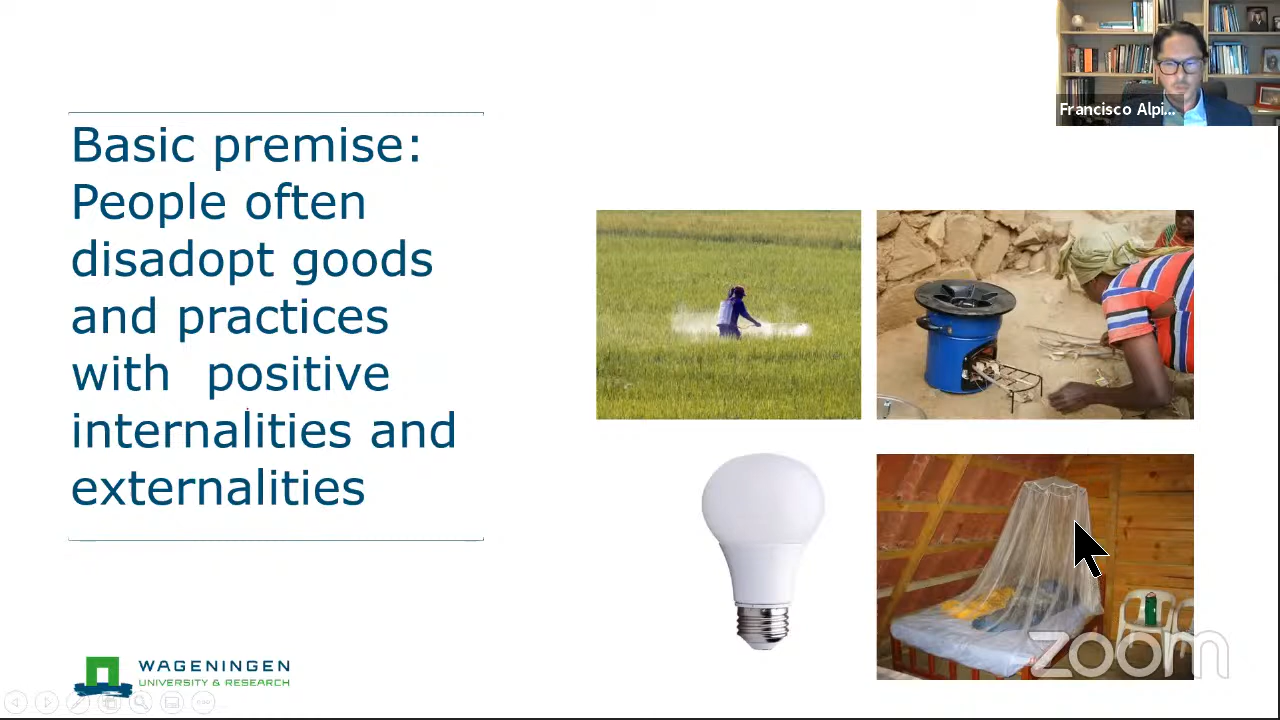 Francisco Alpi...
Basic premise:
People often
disadopt goods
and practices
with positive
internalities and
externalities
zoom
WAGENINGEN
UNIVERSITY & RESEARCH